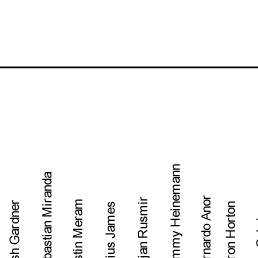 sh Gardner
bastian Miranda
stin Meram
ius James
jan Rusmir
mmy Heinemann
rnardo Anor
ron Horton